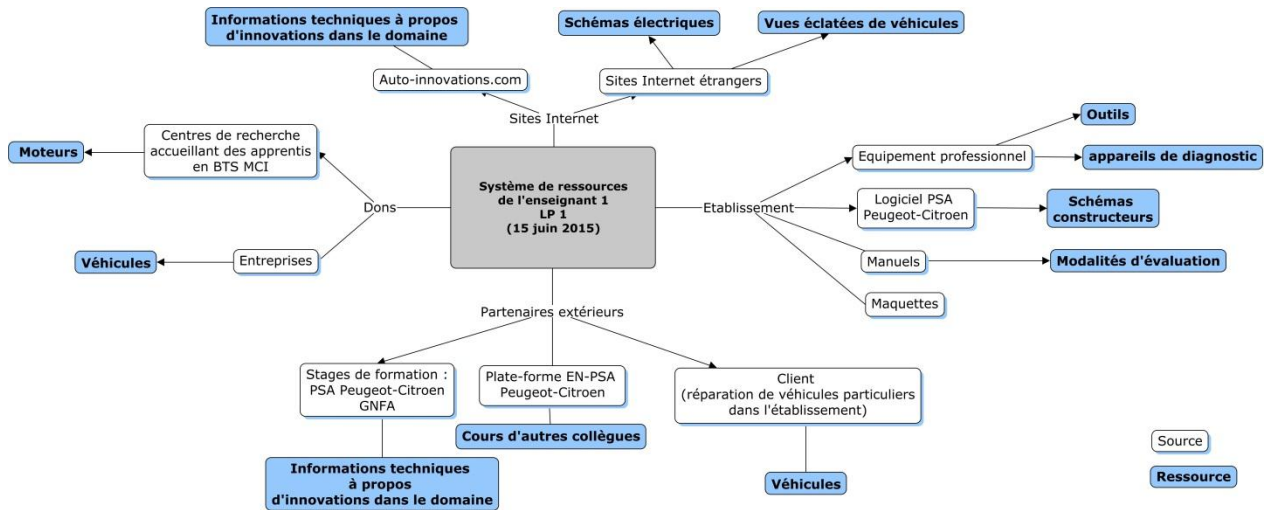 Informations techniques à propos
d'innovations dans le domaine
Schémas électriques
Vues éclatées de véhicules
Auto-innovations.com
Sites Internet étrangers
Sites Internet
Moteurs
Centres de recherche
accueillant des apprentis
en BTS MCI
Dons
Véhicules
Entreprises
Système de ressources
de l'enseignant 1
LP 1
(15 juin 2015)
Etablissement
Outils
Equipement professionnel
appareils de diagnostic
Logiciel PSA
Peugeot-Citroen
Schémas
constructeurs
Manuels
Modalités d'évaluation
Maquettes
Partenaires extérieurs
Stages de formation :
PSA Peugeot-Citroen
GNFA
Plate-forme EN-PSA
Peugeot-Citroen
Client
(réparation de véhicules particuliers
dans l'établissement)
Cours d'autres collègues
Informations techniques
à propos
d'innovations dans le domaine
Véhicules
Source
Ressource